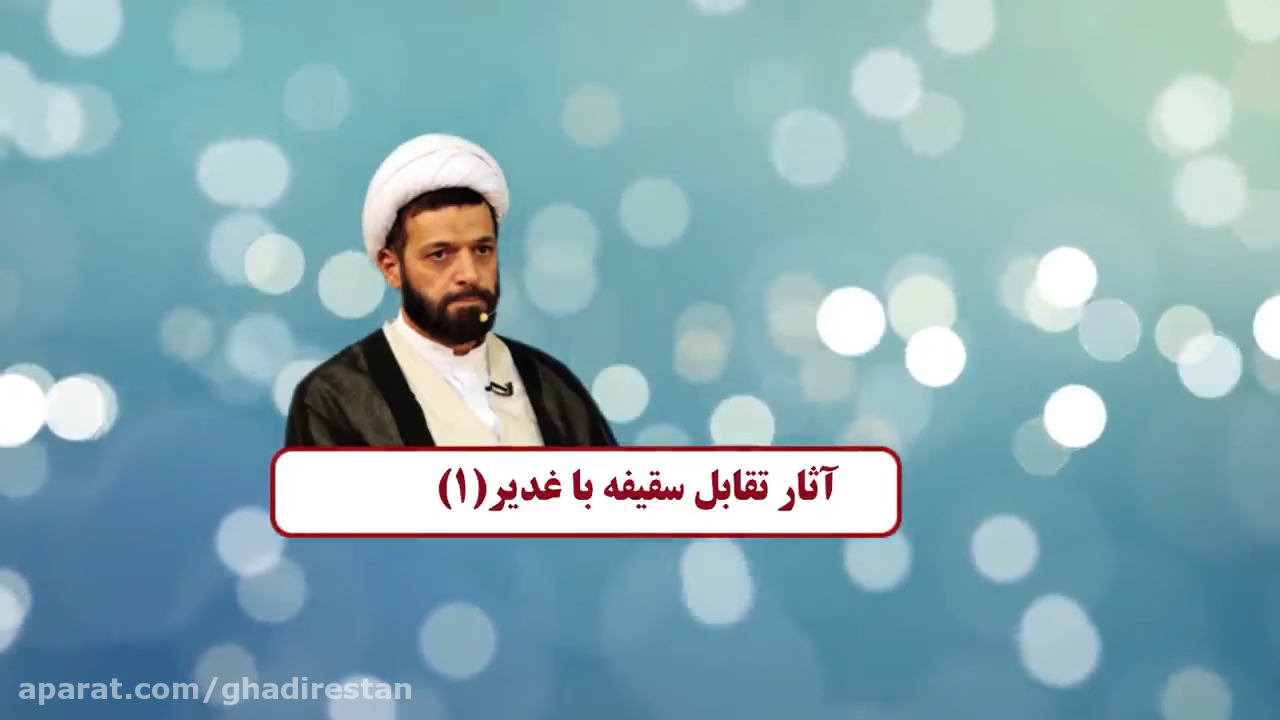 آثار تقابل سقیفه با غدیر(۱)
aparat.com/ghadirestan